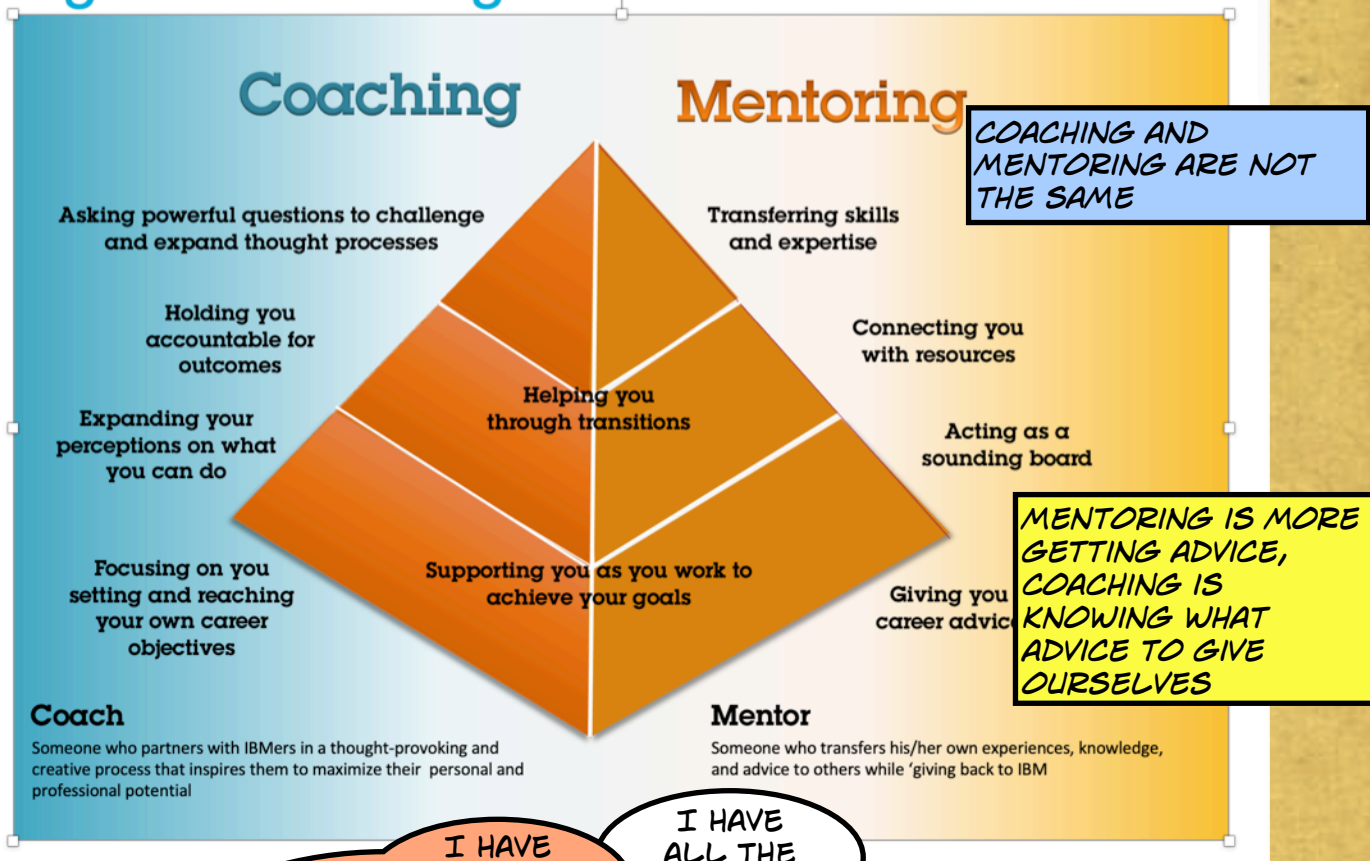 Coaching
Mentoring
COACHING AND
MENTORING ARE NOT
THE SAME
Asking powerful questions to challenge
and expand thought processes
Transferring skills
and expertise
Holding you
accountable for
outcomes
Connecting you
with resources
Helping you
through transitions
Expanding your
perceptions on what
you can do
Acting as a
sounding board
MENTORING IS MORE
GETTING ADVICE,
COACHING IS
KNOWING WHAT
ADVICE TO GIVE
OURSELVES
Focusing on you
setting and reaching
your own career
objectives
Supporting you as you work to
achieve your goals
Giving you
career advic
Coach
Someone who partners with IBMers in a thought-provoking and
creative process that inspires them to maximize their personal and
professional potential
Mentor
Someone who transfers his/her own experiences, knowledge,
and advice to others while ‘giving back to IBM
I HAVE
I HAVE
ALL THE